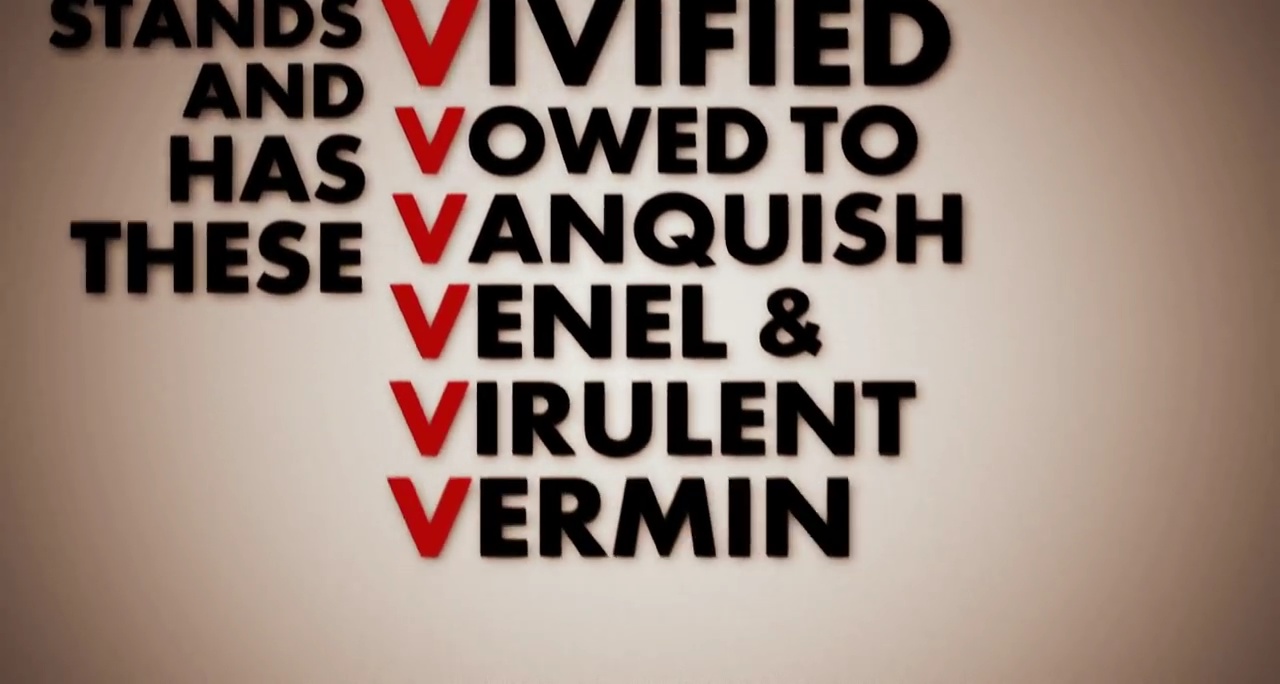 STANDS
AND
HAS
THESE
VIVIFIED
VOWED TO
VANQUISH
VENEL &
VIRULENT
VERMIN